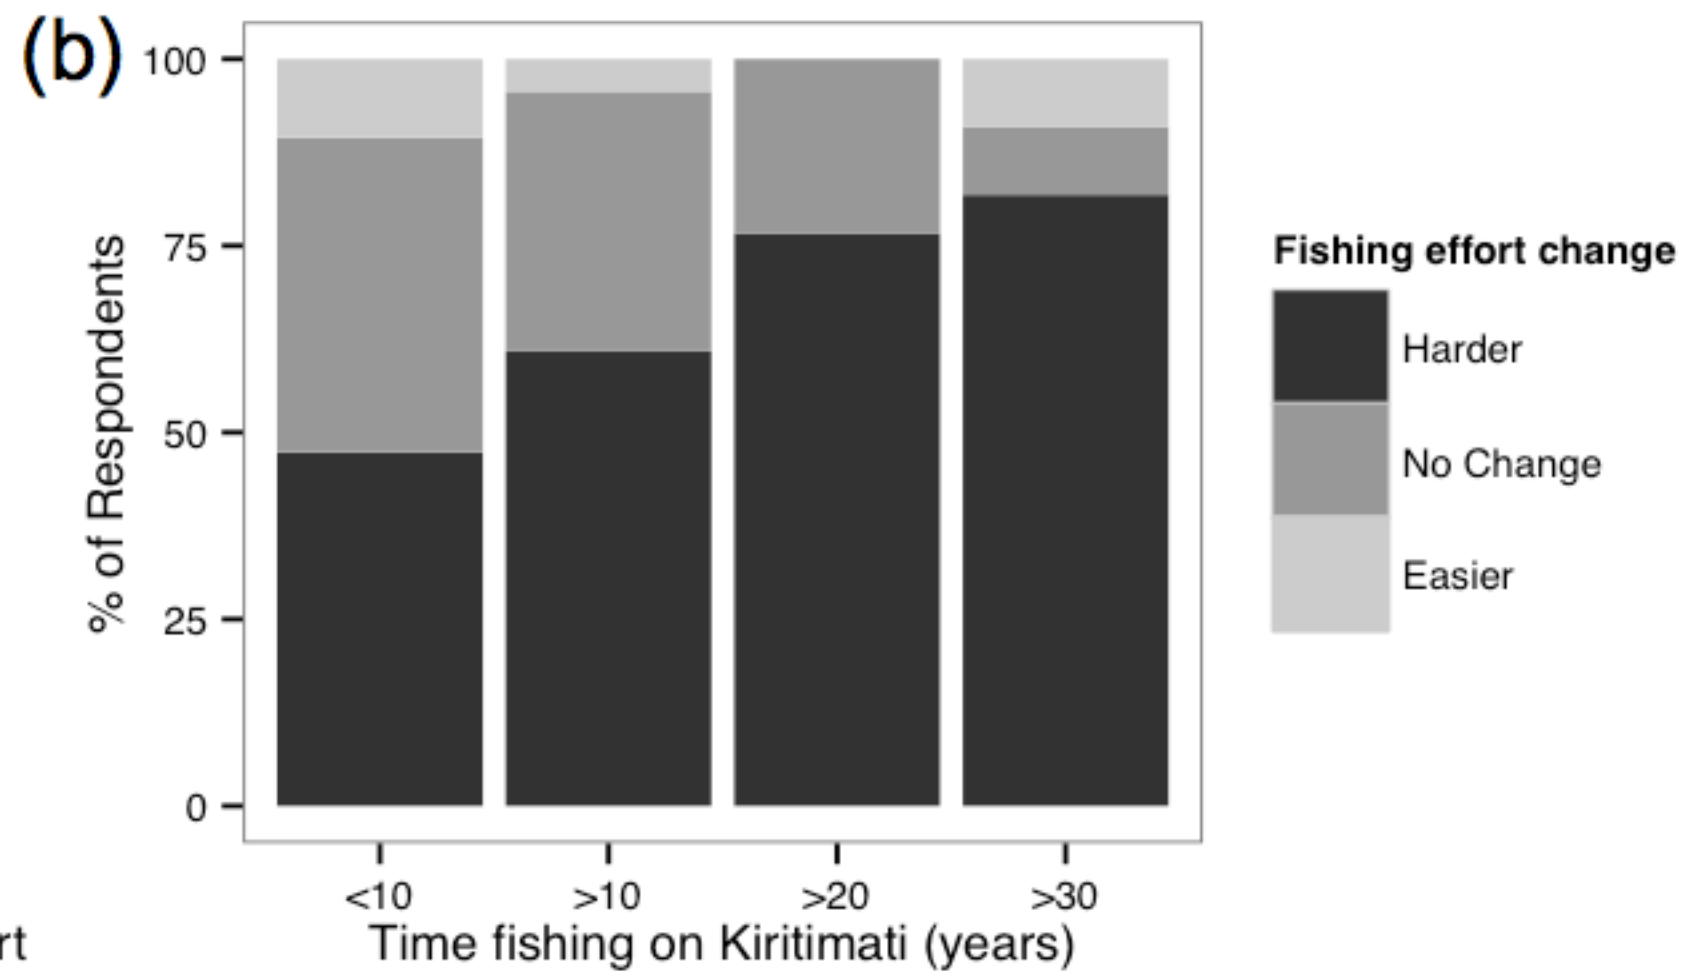 (b)
100
75
50
25
0
% of Respondents
<10 >10 >20 >30
Time fishing on Kiritimati (years)
Fishing effort change
Harder
No Change
Easier
rt